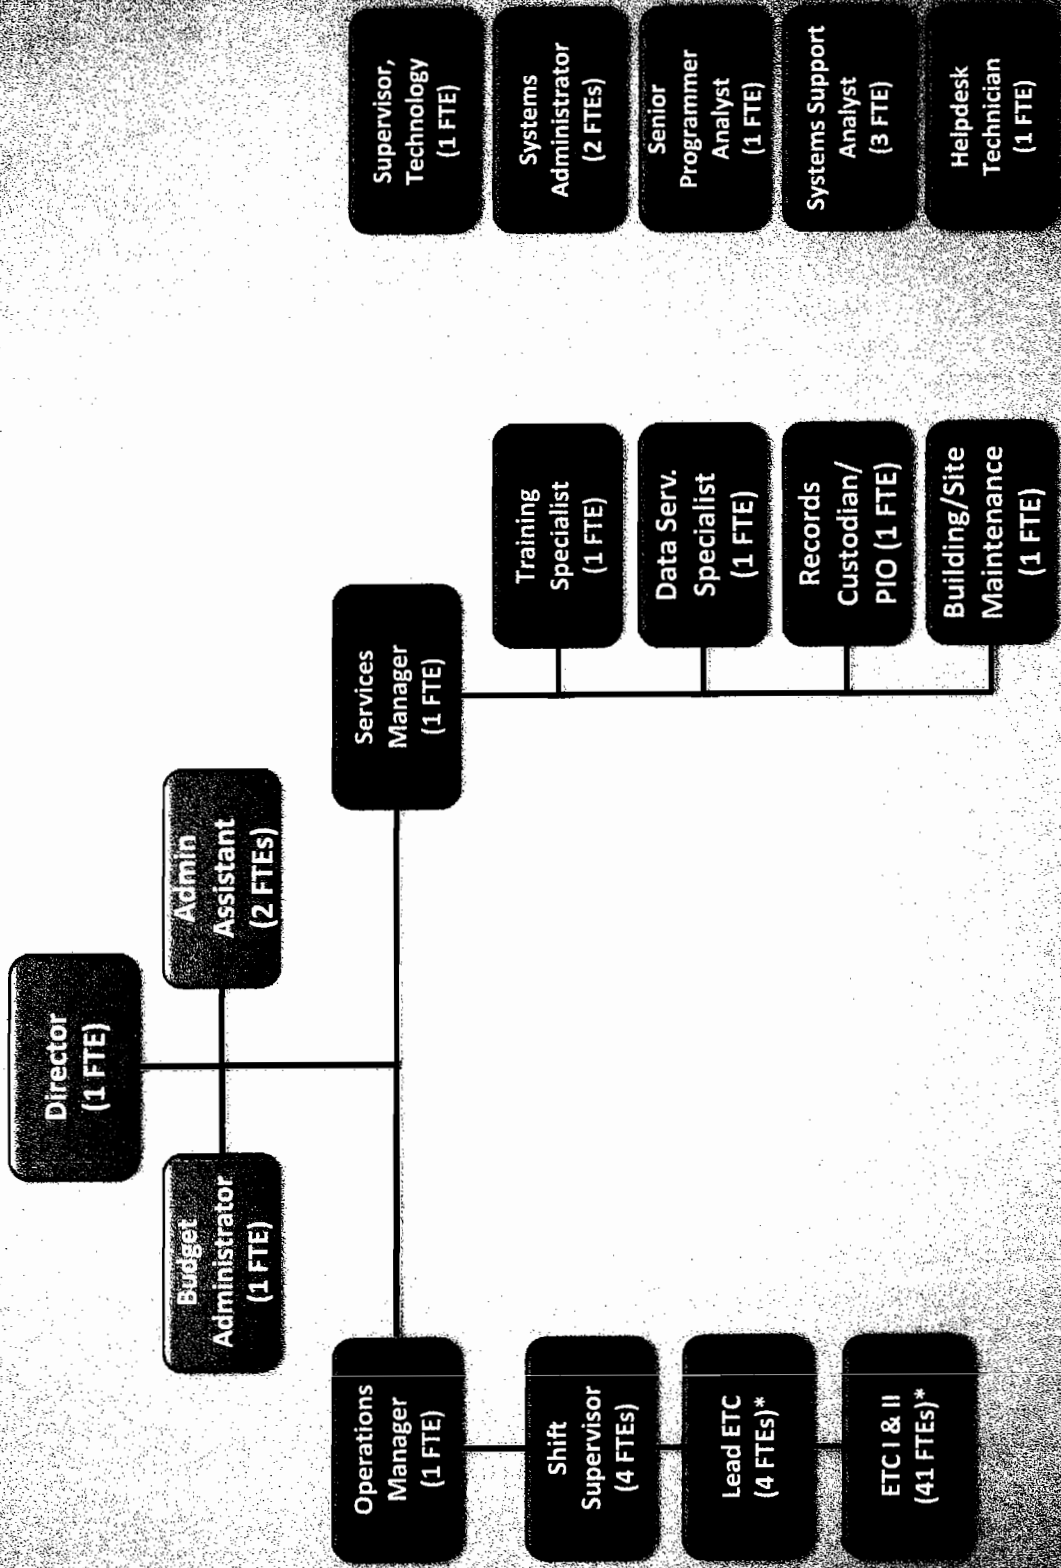 Director
(1 FTE)
Budget
Administrator
(1 FTE)
Admin
Assistant
(2 FTEs)
Operations
Manager
(1 FTE)
Shift
Supervisor
(4 FTEs)
Lead ETC
(4 FTEs)*
ETC I & II
(41 FTEs)*
Services
Manager
(1 FTE)
Training
Specialist
(1 FTE)
Data Serv.
Specialist
(1 FTE)
Records
Custodian/
PIO (1 FTE)
Building/Site
Maintenance
(1 FTE)
Supervisor,
Technology
(1 FTE)
Systems
Administrator
(2 FTEs)
Senior
Programmer
Analyst
(1 FTE)
Systems Support
Analyst
(3 FTE)
Helpdesk
Technician
(1 FTE)